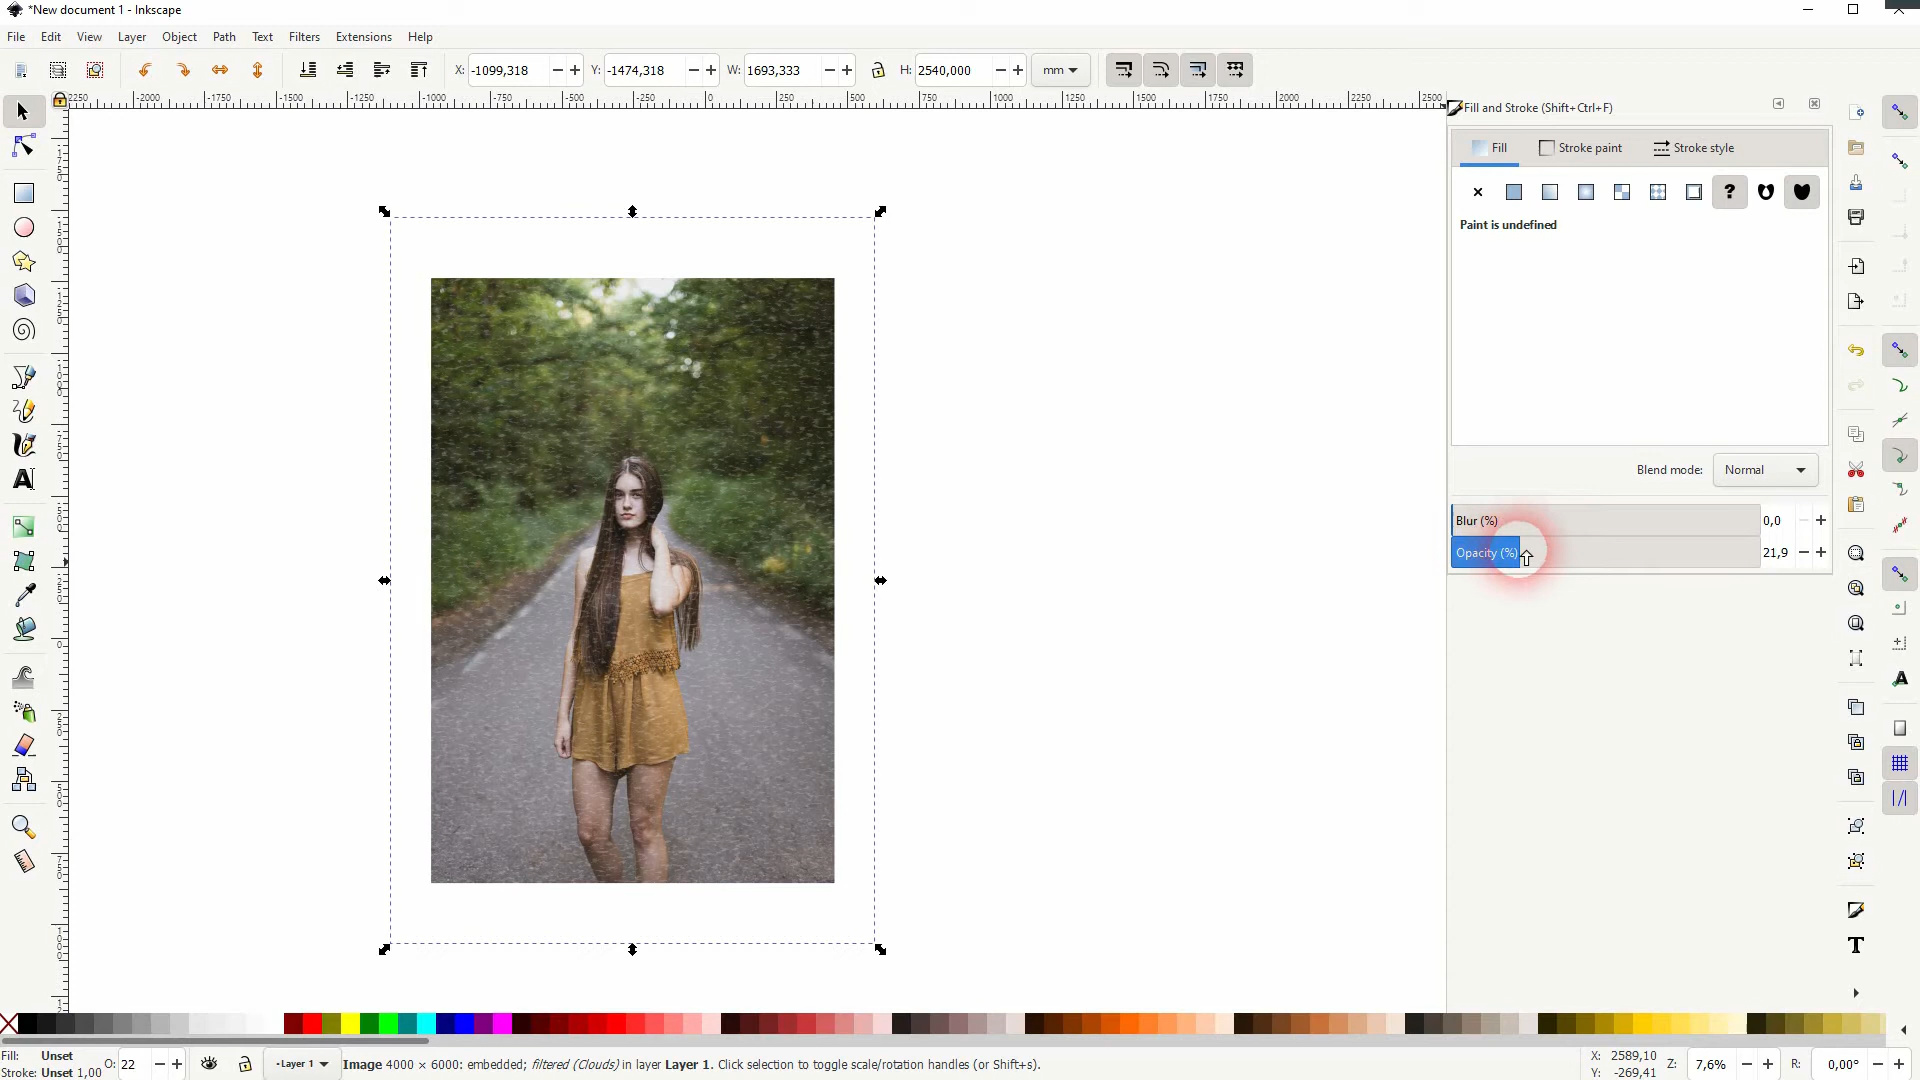 *New document 1 - Inkscape
File Edit View Layer Object Path Text Filters Extensions Help
X: -1099,318 Y: -1474,318 W: 1693,333 H: 2540,000 mm
Fill and Stroke (Shift+Ctrl+F)
Fill Stroke paint Stroke style
Paint is undefined
Blend mode: Normal
Blur (%) 0,0
Opacity (%) 21,9
Fill: Unset O: 22
Stroke: Unset 1,00
Layer 1
Image 4000 × 6000: embedded; filtered (Clouds) in layer Layer 1. Click selection to toggle scale/rotation handles (or Shift+s).
X: 2589,10
Y: -269,41
Z: 7,6%
R: 0,00°